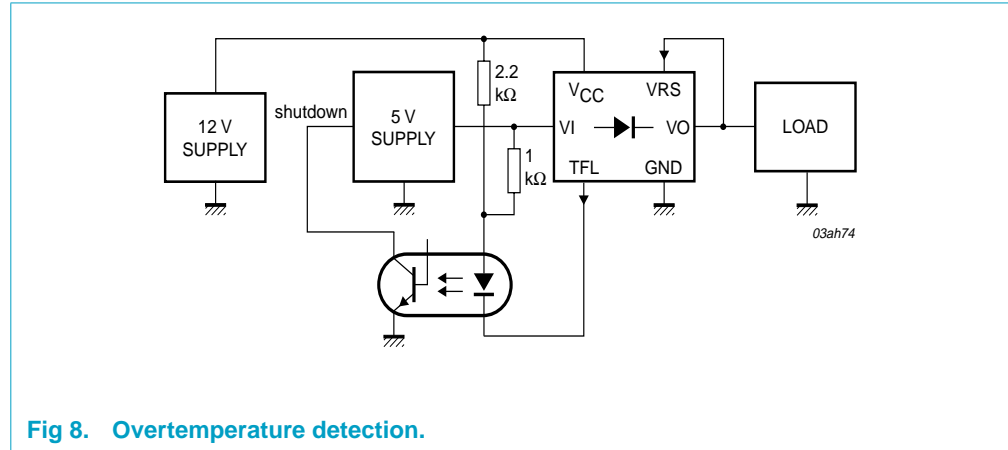 2.2
kΩ
VCC
VRS
shutdown
12 V
SUPPLY
5 V
SUPPLY
VI
VO
LOAD
1
kΩ
TFL
GND
03ah74
Fig 8. Overtemperature detection.